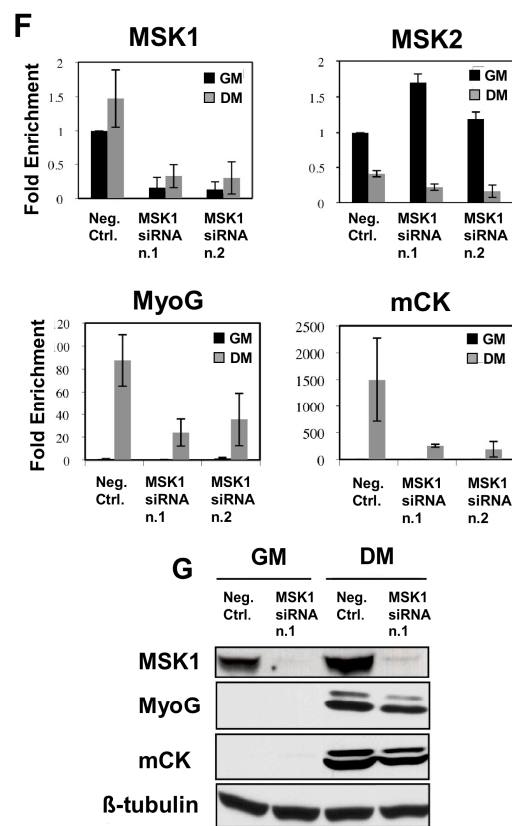 F
MSK1
MSK2
Fold Enrichment
2
1.5
1
0.5
0
GM
DM
Neg. Ctrl.
MSK1 siRNA n.1
MSK1 siRNA n.2
2
1.5
1
0.5
0
GM
DM
Neg. Ctrl.
MSK1 siRNA n.1
MSK1 siRNA n.2
MyoG
mCK
Fold Enrichment
20
00
80
60
40
20
0
GM
DM
Neg. Ctrl.
MSK1 siRNA n.1
MSK1 siRNA n.2
2500
2000
1500
1000
500
0
GM
DM
Neg. Ctrl.
MSK1 siRNA n.1
MSK1 siRNA n.2
G
GM
DM
Neg. Ctrl.
MSK1 siRNA n.1
Neg. Ctrl.
MSK1 siRNA n.1
MSK1
MyoG
mCK
ß-tubulin